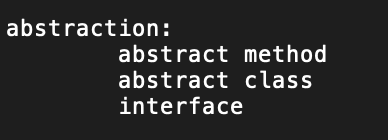 abstraction:
abstract method
abstract class
interface